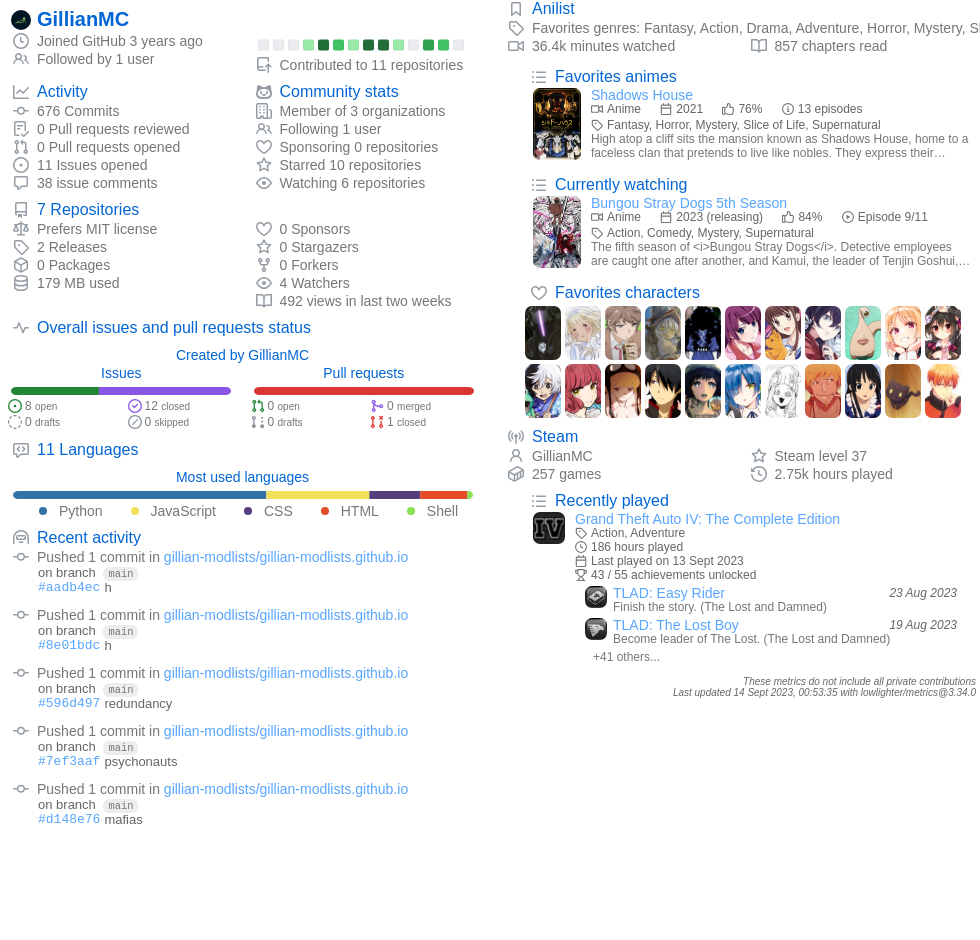 GillianMC
Joined GitHub 3 years ago
Followed by 1 user
Contributed to 11 repositories
Activity
676 Commits
0 Pull requests reviewed
0 Pull requests opened
11 Issues opened
38 issue comments
Community stats
Member of 3 organizations
Following 1 user
Sponsoring 0 repositories
Starred 10 repositories
Watching 6 repositories
7 Repositories
Prefers MIT license
2 Releases
0 Packages
179 MB used
0 Sponsors
0 Stargazers
0 Forkers
4 Watchers
492 views in last two weeks
Overall issues and pull requests status
Created by GillianMC
Issues
8 open
12 closed
0 drafts
0 skipped
Pull requests
0 open
0 merged
0 drafts
1 closed
11 Languages
Most used languages
Python JavaScript CSS HTML Shell
Recent activity
Pushed 1 commit in gillian-modlists/gillian-modlists.github.io
on branch main
#aadb4ec h
Pushed 1 commit in gillian-modlists/gillian-modlists.github.io
on branch main
#8e01bdc h
Pushed 1 commit in gillian-modlists/gillian-modlists.github.io
on branch main
#596d497 redundancy
Pushed 1 commit in gillian-modlists/gillian-modlists.github.io
on branch main
#7ef3aaf psychonauts
Pushed 1 commit in gillian-modlists/gillian-modlists.github.io
on branch main
#d148e76 mafias
Anilist
Favorites genres: Fantasy, Action, Drama, Adventure, Horror, Mystery, Sl
36.4k minutes watched
857 chapters read
Favorites animes
Shadows House
Anime 2021 76% 13 episodes
Fantasy, Horror, Mystery, Slice of Life, Supernatural
High atop a cliff sits the mansion known as Shadows House, home to a
faceless clan that pretends to live like nobles. They express their…
Currently watching
Bungou Stray Dogs 5th Season
Anime 2023 (releasing) 84% Episode 9/11
Action, Comedy, Mystery, Supernatural
The fifth season of <i>Bungou Stray Dogs</i>. Detective employees
are caught one after another, and Kamui, the leader of Tenjin Goshui,…
Favorites characters
Steam
GillianMC
Steam level 37
257 games
2.75k hours played
Recently played
IV
Grand Theft Auto IV: The Complete Edition
Action, Adventure
186 hours played
Last played on 13 Sept 2023
43 / 55 achievements unlocked
TLAD: Easy Rider 23 Aug 2023
Finish the story. (The Lost and Damned)
TLAD: The Lost Boy 19 Aug 2023
Become leader of The Lost. (The Lost and Damned)
+41 others...
These metrics do not include all private contributions
Last updated 14 Sept 2023, 00:53:35 with lowlighter/metrics@3.34.0